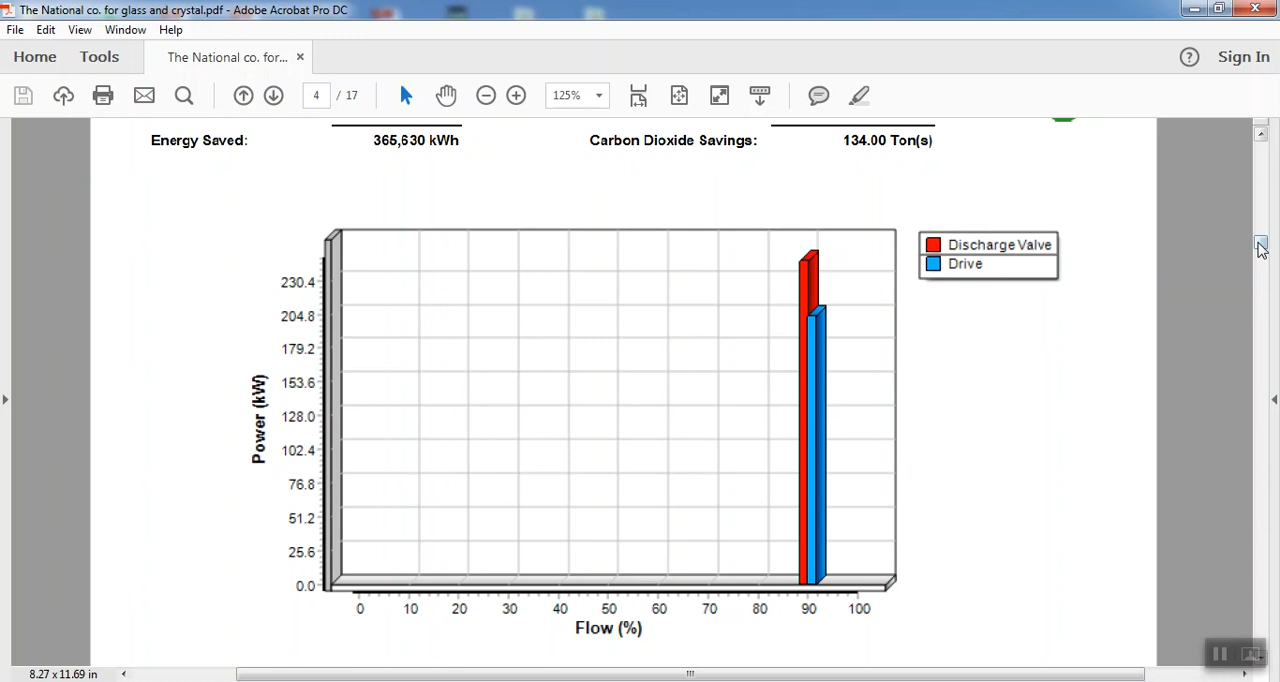 The National co. for glass and crystal.pdf - Adobe Acrobat Pro DC
File Edit View Window Help
Home Tools The National co. for... × ? Sign In
4 / 17 125%
Energy Saved: 365,630 kWh Carbon Dioxide Savings: 134.00 Ton(s)
Discharge Valve
Drive
230.4
204.8
179.2
153.6
128.0
102.4
76.8
51.2
25.6
0.0
Power (kW)
0 10 20 30 40 50 60 70 80 90 100
Flow (%)
8.27 x 11.69 in